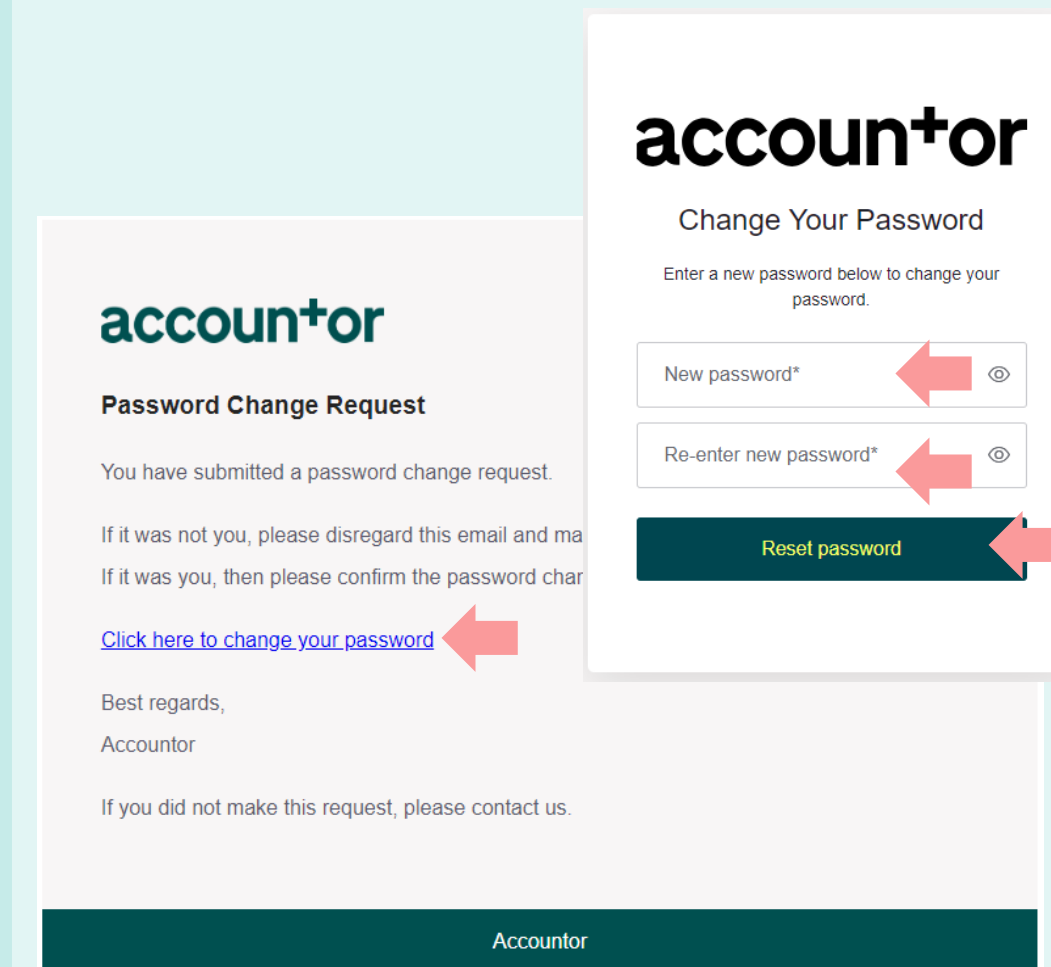 accountor
Password Change Request
You have submitted a password change request.
If it was not you, please disregard this email and
If it was you, then please confirm the password
Click here to change your password
Best regards,
Accountor
If you did not make this request, please contact us.
Accountor
accountor
Change Your Password
Enter a new password below to change your
password.
New password*
Re-enter new password*
Reset password